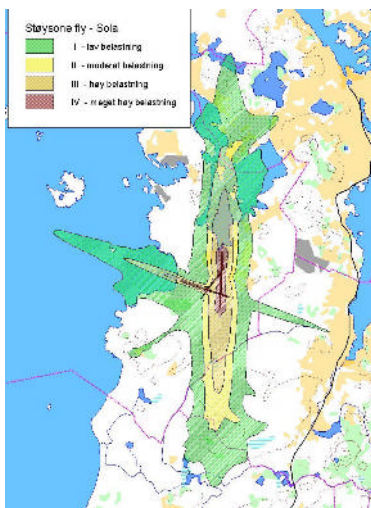 Støysone fly - Sola
I - lav belastning
II - moderat belastning
III - høy belastning
IV - meget høy belastning